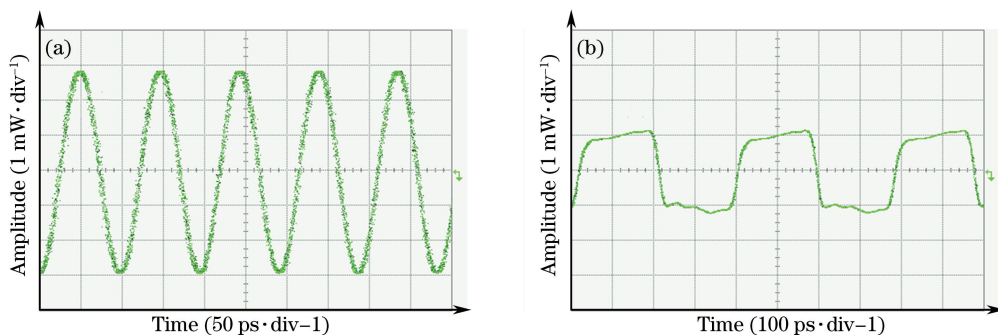 (a)
Amplitude (1 mW·div⁻¹)
Time (50 ps·div–1)
(b)
Amplitude (1 mW·div⁻¹)
Time (100 ps·div–1)